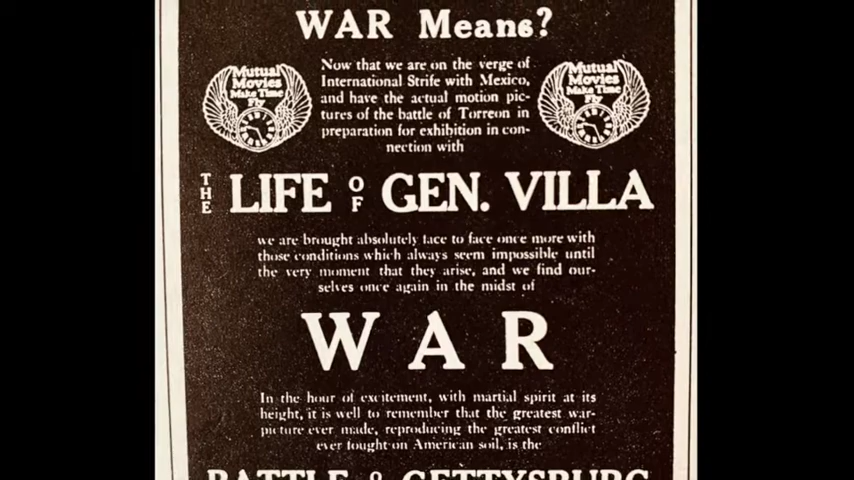 WAR Means?
Mutual
Movies
Make Time
Fly
Now that we are on the verge of
International Strife with Mexico,
and have the actual motion pic-
tures of the battle of Torreon in
preparation for exhibition in con-
nection with
Mutual
Movies
Make Time
Fly
THE LIFE OF GEN. VILLA
we are brought absolutely face to face once more with
those conditions which always seem impossible until
the very moment that they arise, and we find our-
selves once again in the midst of
WAR
In the hour of excitement, with martial spirit at its
height, it is well to remember that the greatest war-
picture ever made, reproducing the greatest conflict
ever fought on American soil, is the
BATTLE OF GETTYSBURG